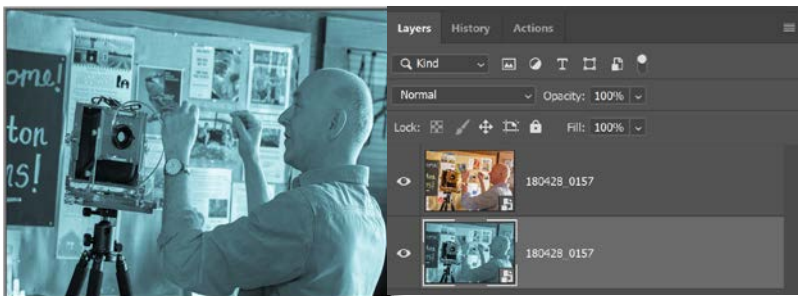 ome!
ton
ns!
Layers History Actions
Kind
Normal Opacity: 100%
Lock: Fill: 100%
180428_0157
180428_0157